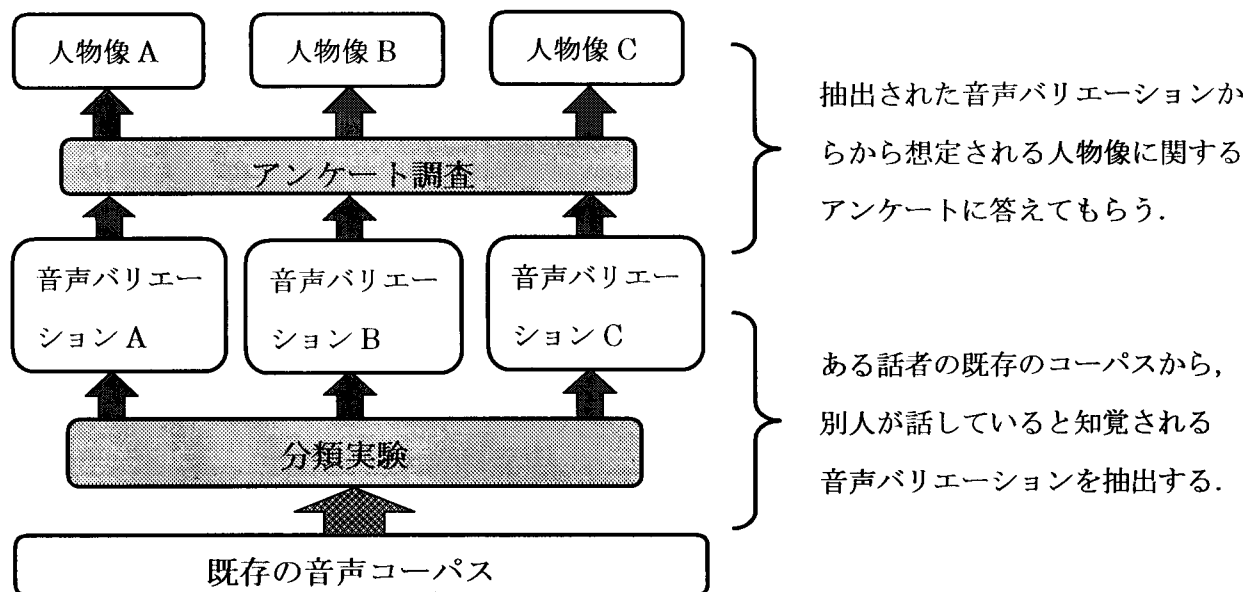 人物像 A
人物像 B
人物像 C
抽出された音声バリエーションか
らから想定される人物像に関する
アンケートに答えてもらう.
アンケート調査
音声バリエー
ション A
音声バリエー
ション B
音声バリエー
ション C
ある話者の既存のコーパスから,
別人が話していると知覚される
音声バリエーションを抽出する.
分類実験
既存の音声コーパス